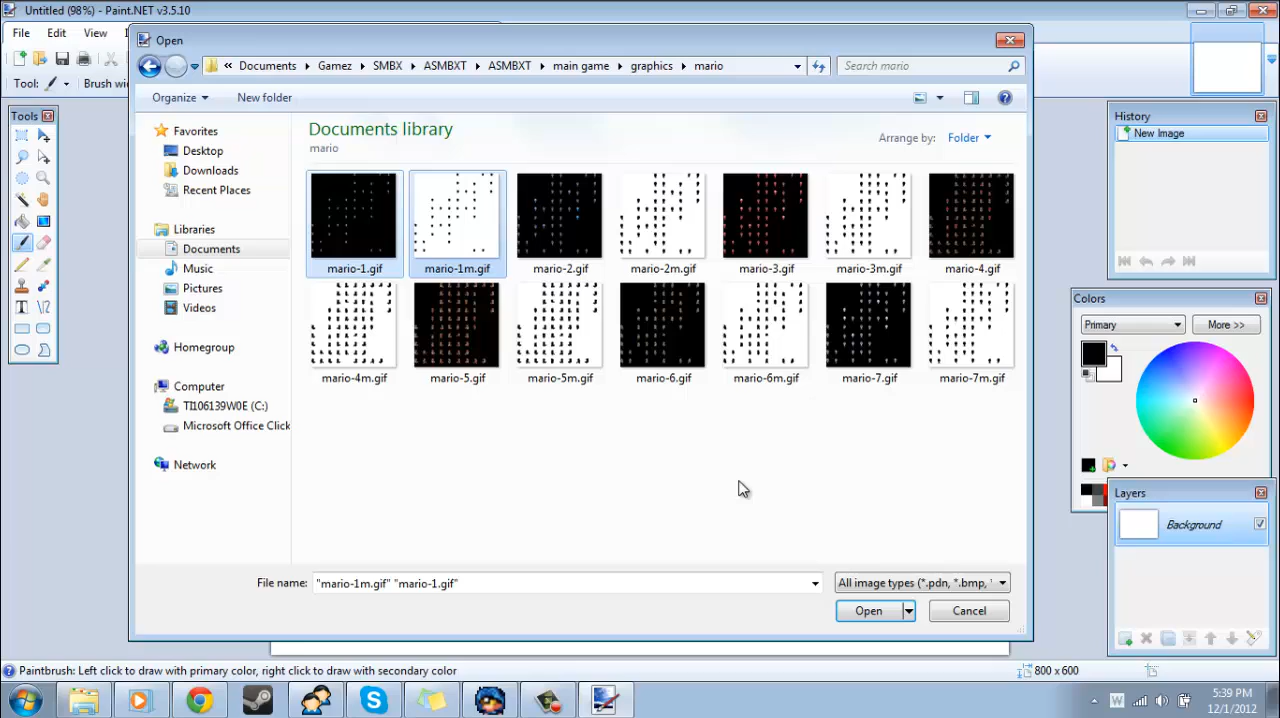 Untitled (98%) - Paint.NET v3.5.10
File Edit View
Tool: Brush wi
Open
« Documents Gamez SMBX ASMBXT ASMBXT main game graphics mario
Search mario
Organize New folder
Favorites
Desktop
Downloads
Recent Places
Libraries
Documents
Music
Pictures
Videos
Homegroup
Computer
TI106139W0E (C:)
Microsoft Office Click
Network
Documents library
mario
Arrange by: Folder
mario-1.gif mario-1m.gif mario-2.gif mario-2m.gif mario-3.gif mario-3m.gif mario-4.gif
mario-4m.gif mario-5.gif mario-5m.gif mario-6.gif mario-6m.gif mario-7.gif mario-7m.gif
File name: "mario-1m.gif" "mario-1.gif"
All image types (*.pdn, *.bmp,
Open Cancel
Tools
History
New Image
Colors
Primary
More >>
Layers
Background
Paintbrush: Left click to draw with primary color, right click to draw with secondary color
800 x 600
5:39 PM
12/1/2012